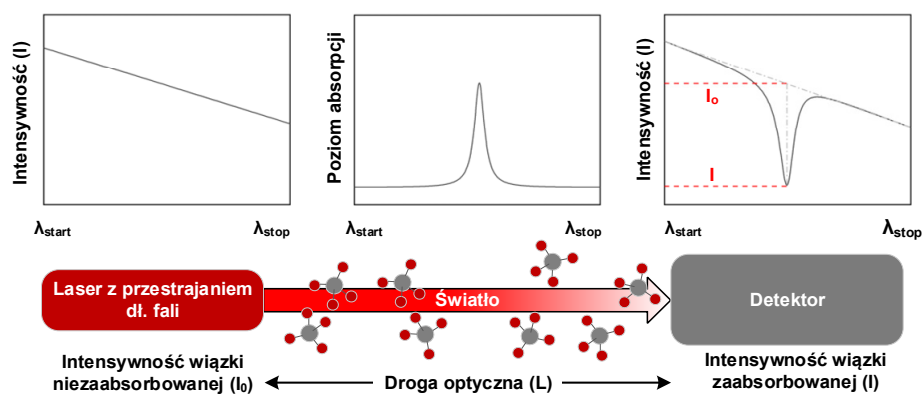 Intensywność (I)
λstart
λstop
Poziom absorpcji
λstart
λstop
Intensywność (I)
Io
I
λstart
λstop
Laser z przestrajaniem
dł. fali
Światło
Detektor
Intensywność wiązki
niezaabsorbowanej (I₀)
Droga optyczna (L)
Intensywność wiązki
zaabsorbowanej (I)